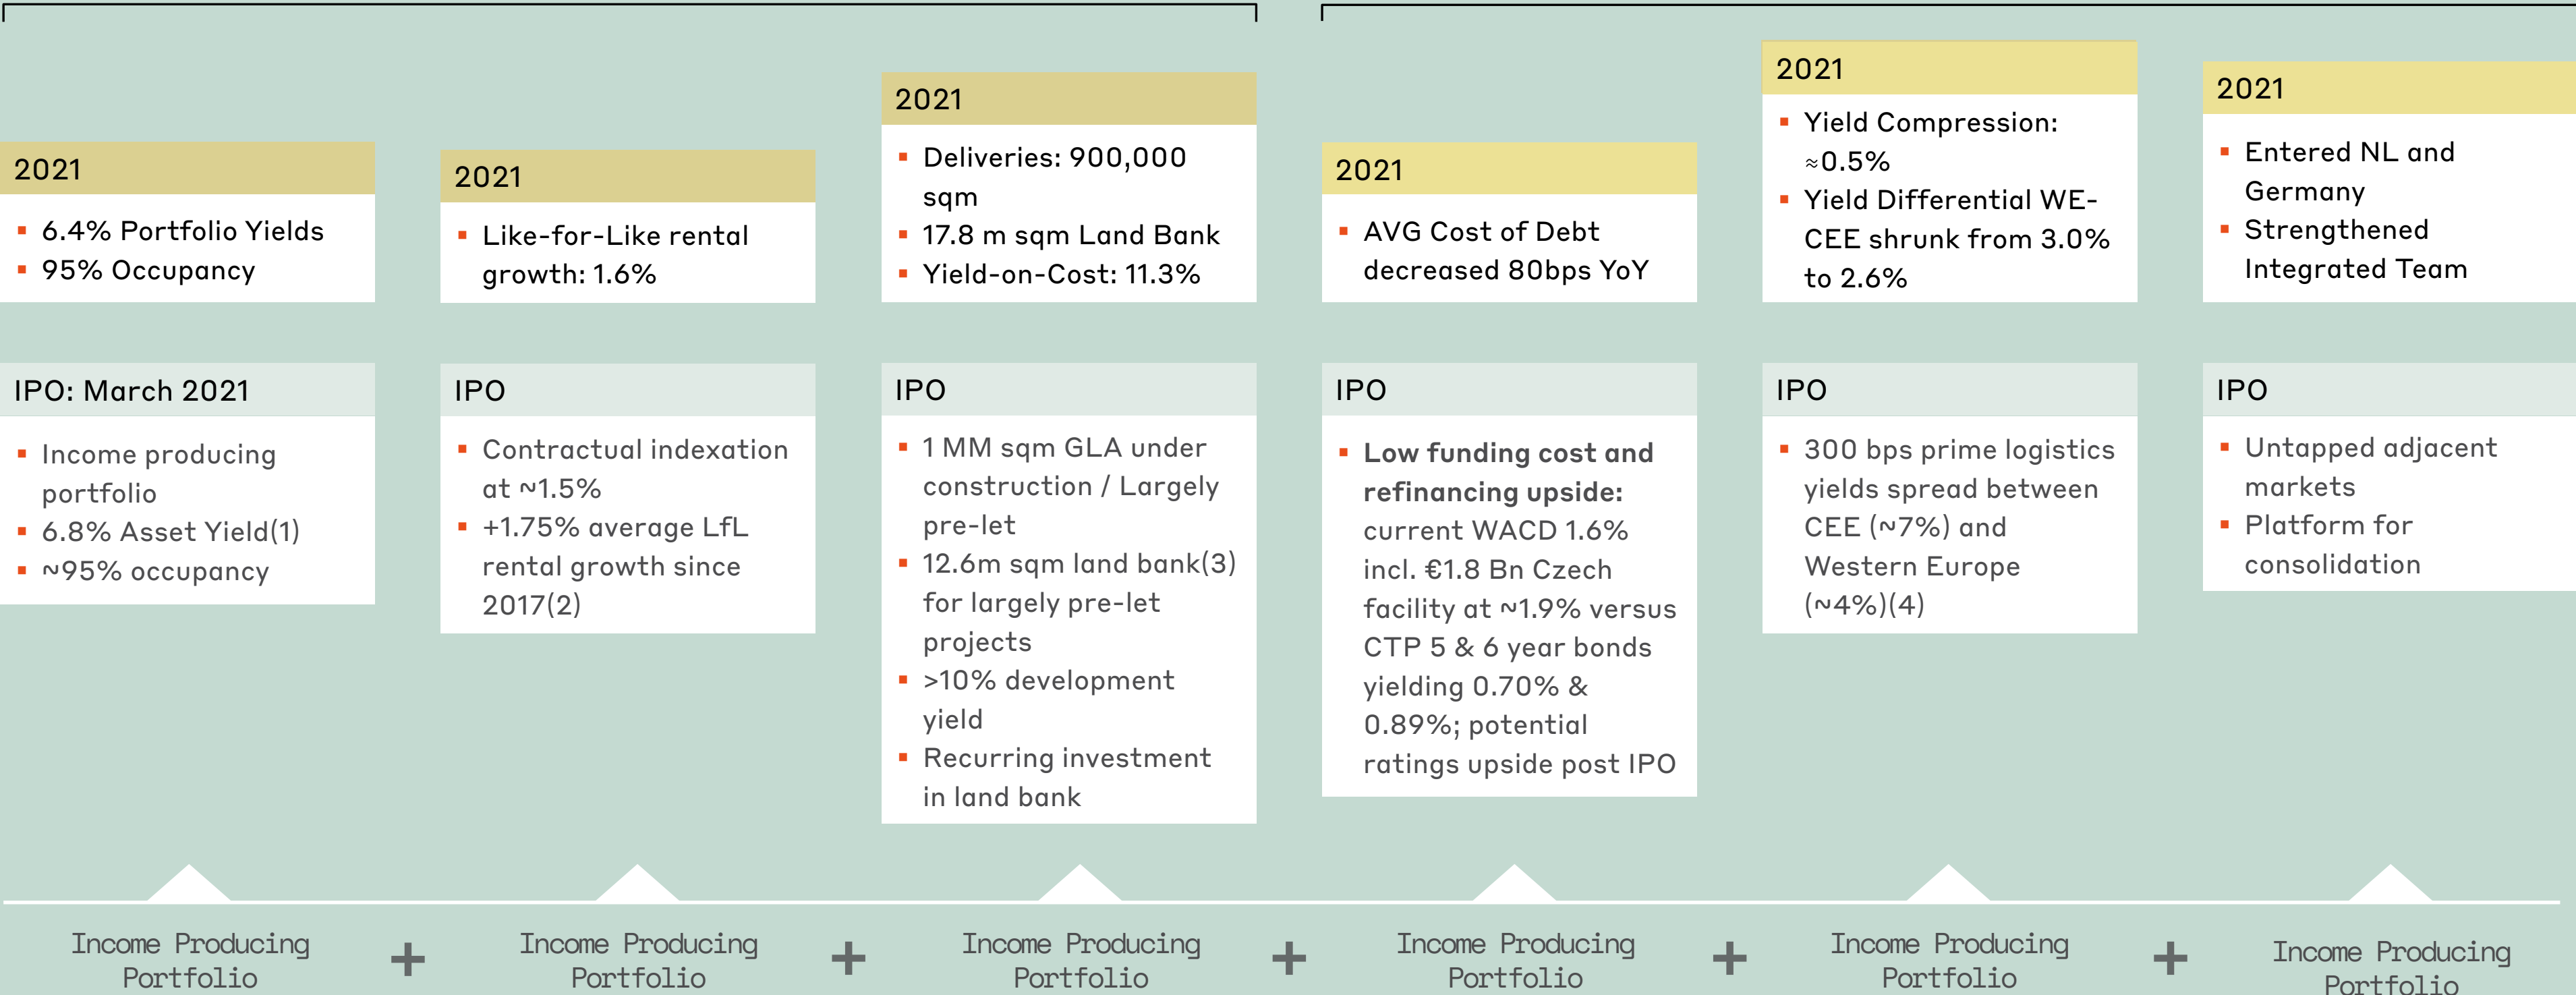 2021
▪ 6.4% Portfolio Yields
▪ 95% Occupancy
2021
▪ Like-for-Like rental
growth: 1.6%
2021
▪ Deliveries: 900,000
sqm
▪ 17.8 m sqm Land Bank
▪ Yield-on-Cost: 11.3%
2021
▪ AVG Cost of Debt
decreased 80bps YoY
2021
▪ Yield Compression:
≈0.5%
▪ Yield Differential WE-
CEE shrunk from 3.0%
to 2.6%
2021
▪ Entered NL and
Germany
▪ Strengthened
Integrated Team
IPO: March 2021
▪ Income producing
portfolio
▪ 6.8% Asset Yield(1)
▪ ~95% occupancy
IPO
▪ Contractual indexation
at ~1.5%
▪ +1.75% average LfL
rental growth since
2017(2)
IPO
▪ 1 MM sqm GLA under
construction / Largely
pre-let
▪ 12.6m sqm land bank(3)
for largely pre-let
projects
▪ >10% development
yield
▪ Recurring investment
in land bank
IPO
▪ Low funding cost and
refinancing upside:
current WACD 1.6%
incl. €1.8 Bn Czech
facility at ~1.9% versus
CTP 5 & 6 year bonds
yielding 0.70% &
0.89%; potential
ratings upside post IPO
IPO
▪ 300 bps prime logistics
yields spread between
CEE (~7%) and
Western Europe
(~4%)(4)
IPO
▪ Untapped adjacent
markets
▪ Platform for
consolidation
Income Producing
Portfolio
+
Income Producing
Portfolio
+
Income Producing
Portfolio
+
Income Producing
Portfolio
+
Income Producing
Portfolio
+
Income Producing
Portfolio